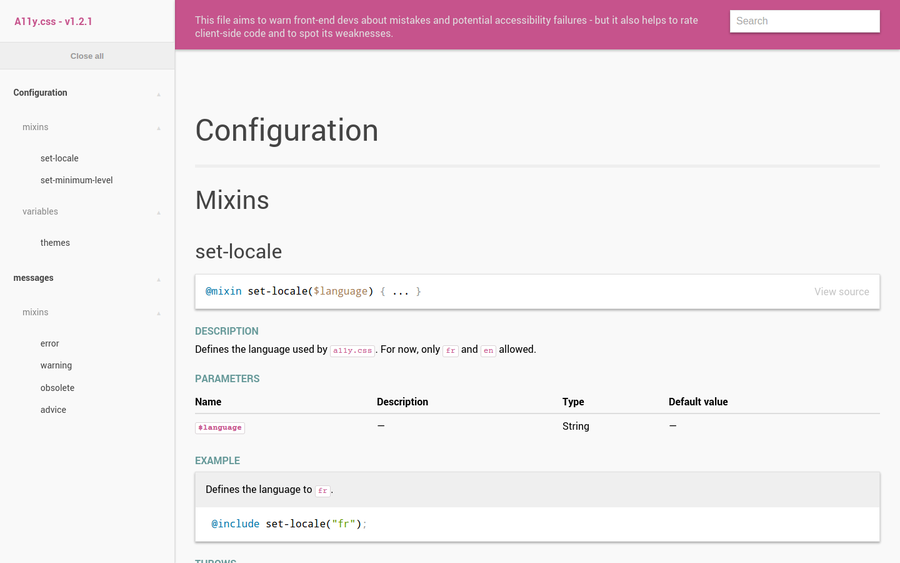 A11y.css - v1.2.1
Close all
Configuration
mixins
set-locale
set-minimum-level
variables
themes
messages
mixins
error
warning
obsolete
advice
This file aims to warn front-end devs about mistakes and potential accessibility failures - but it also helps to rate
client-side code and to spot its weaknesses.
Search
Configuration
Mixins
set-locale
@mixin set-locale($language) { ... }
View source
DESCRIPTION
Defines the language used by a11y.css. For now, only fr and en allowed.
PARAMETERS
Name Description Type Default value
$language — String —
EXAMPLE
Defines the language to fr.
@include set-locale("fr");
THROWS